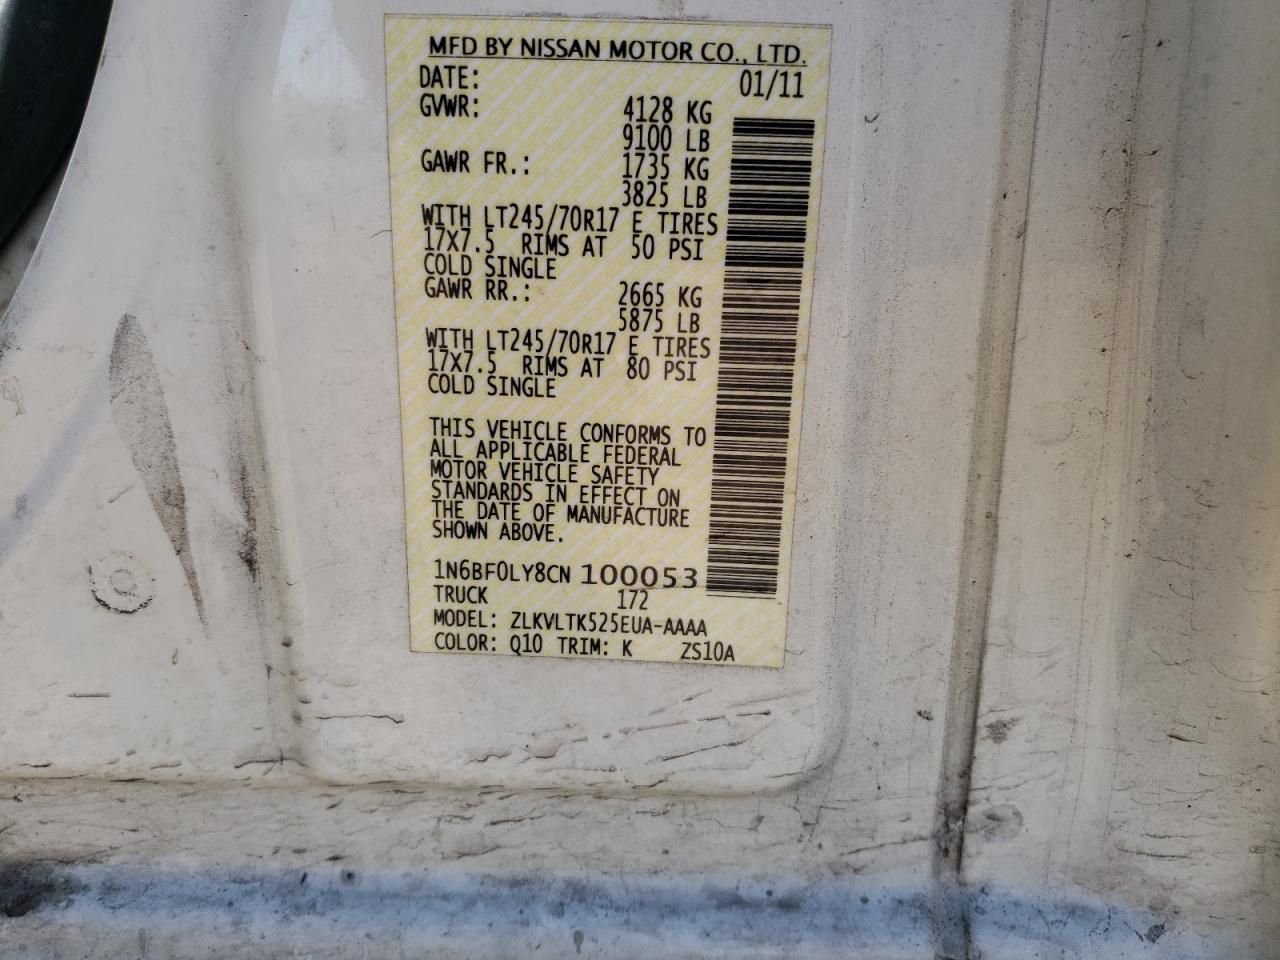 MFD BY NISSAN MOTOR CO., LTD.
DATE: 01/11
GVWR: 4128 KG
9100 LB
GAWR FR.: 1735 KG
3825 LB
WITH LT245/70R17 E TIRES
17X7.5 RIMS AT 50 PSI
COLD SINGLE
GAWR RR.: 2665 KG
5875 LB
WITH LT245/70R17 E TIRES
17X7.5 RIMS AT 80 PSI
COLD SINGLE
THIS VEHICLE CONFORMS TO
ALL APPLICABLE FEDERAL
MOTOR VEHICLE SAFETY
STANDARDS IN EFFECT ON
THE DATE OF MANUFACTURE
SHOWN ABOVE.
1N6BF0LY8CN 100053
TRUCK 172
MODEL: ZLKVLTK525EUA-AAAA
COLOR: Q10 TRIM: K ZS10A